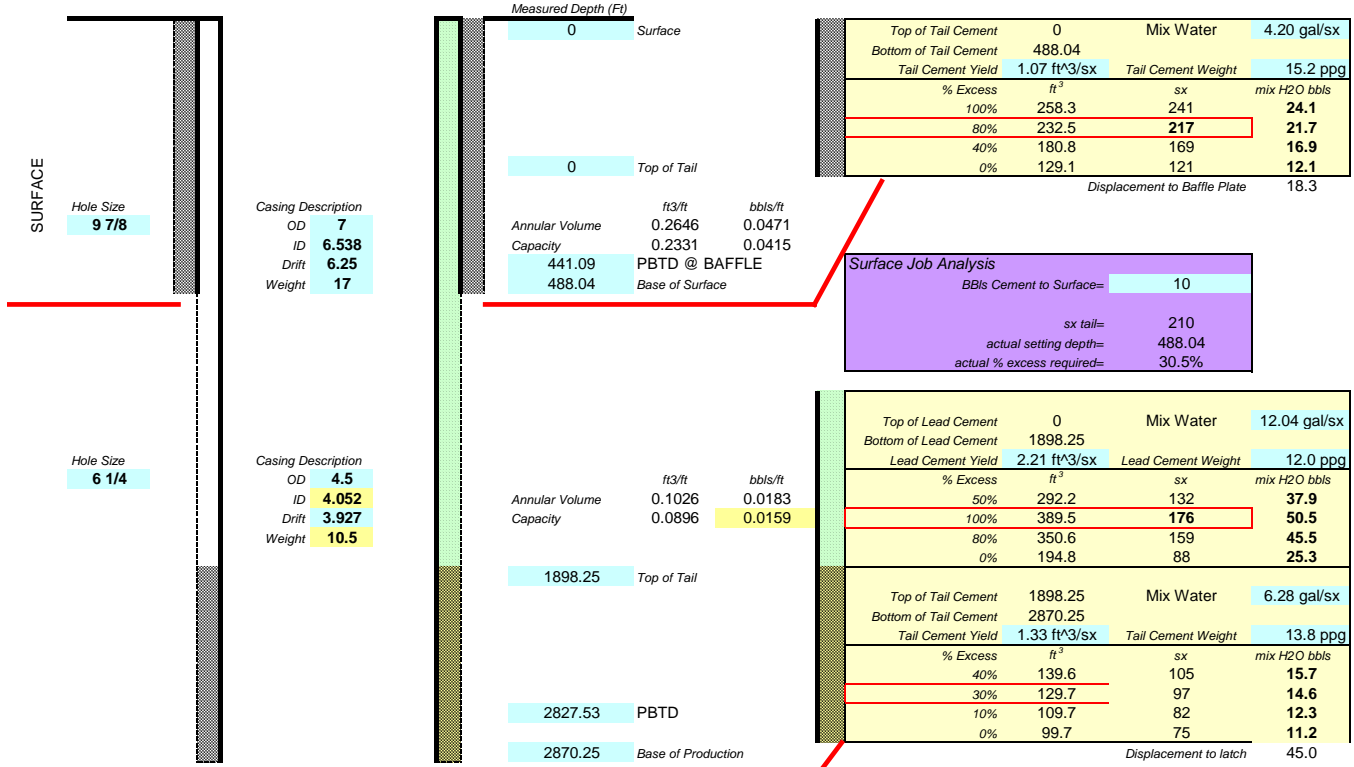 Measured Depth (Ft)
0 Surface
Top of Tail Cement 0 Mix Water 4.20 gal/sx
Bottom of Tail Cement 488.04
Tail Cement Yield 1.07 ft^3/sx Tail Cement Weight 15.2 ppg
% Excess ft³ sx mix H2O bbls
100% 258.3 241 24.1
80% 232.5 217 21.7
40% 180.8 169 16.9
0% 129.1 121 12.1
Displacement to Baffle Plate 18.3
SURFACE
0 Top of Tail
Hole Size
9 7/8
Casing Description
OD 7
ID 6.538
Drift 6.25
Weight 17
ft3/ft bbls/ft
Annular Volume 0.2646 0.0471
Capacity 0.2331 0.0415
441.09 PBTD @ BAFFLE
488.04 Base of Surface
Surface Job Analysis
BBls Cement to Surface= 10
sx tail= 210
actual setting depth= 488.04
actual % excess required= 30.5%
Hole Size
6 1/4
Casing Description
OD 4.5
ID 4.052
Drift 3.927
Weight 10.5
ft3/ft bbls/ft
Annular Volume 0.1026 0.0183
Capacity 0.0896 0.0159
Top of Lead Cement 0 Mix Water 12.04 gal/sx
Bottom of Lead Cement 1898.25
Lead Cement Yield 2.21 ft^3/sx Lead Cement Weight 12.0 ppg
% Excess ft³ sx mix H2O bbls
50% 292.2 132 37.9
100% 389.5 176 50.5
80% 350.6 159 45.5
0% 194.8 88 25.3
1898.25 Top of Tail
Top of Tail Cement 1898.25 Mix Water 6.28 gal/sx
Bottom of Tail Cement 2870.25
Tail Cement Yield 1.33 ft^3/sx Tail Cement Weight 13.8 ppg
% Excess ft³ sx mix H2O bbls
40% 139.6 105 15.7
30% 129.7 97 14.6
10% 109.7 82 12.3
0% 99.7 75 11.2
2827.53 PBTD
2870.25 Base of Production
Displacement to latch 45.0